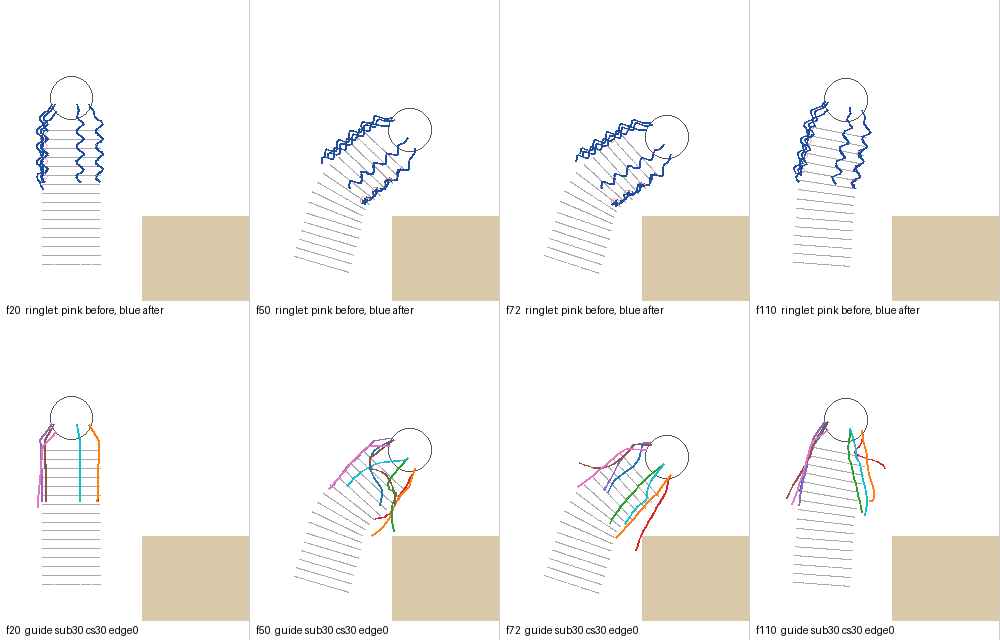 f20 ringlet pink before, blue after
f50 ringlet pink before, blue after
f72 ringlet pink before, blue after
f110 ringlet pink before, blue after
f20 guide sub30 cs30 edge0
f50 guide sub30 cs30 edge0
f72 guide sub30 cs30 edge0
f110 guide sub30 cs30 edge0